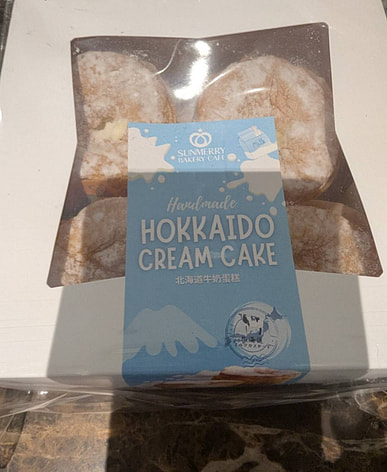 SUNMERRY
BAKERY CAFE
Handmade
HOKKAIDO
CREAM CAKE
北海道牛奶蛋糕